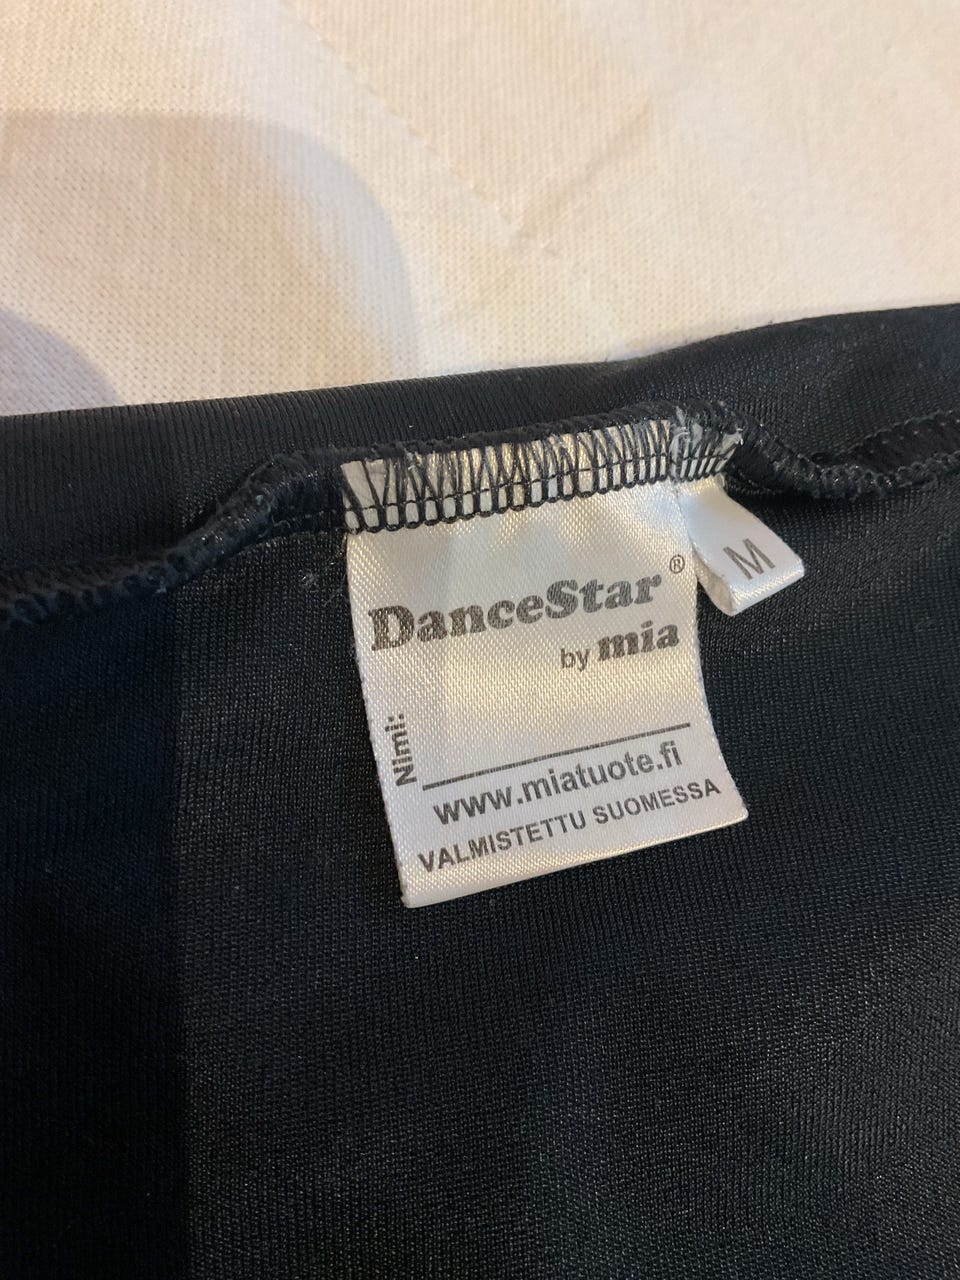 DanceStar®
by mia
M
Nimi:
www.miatuote.fi
VALMISTETTU SUOMESSA